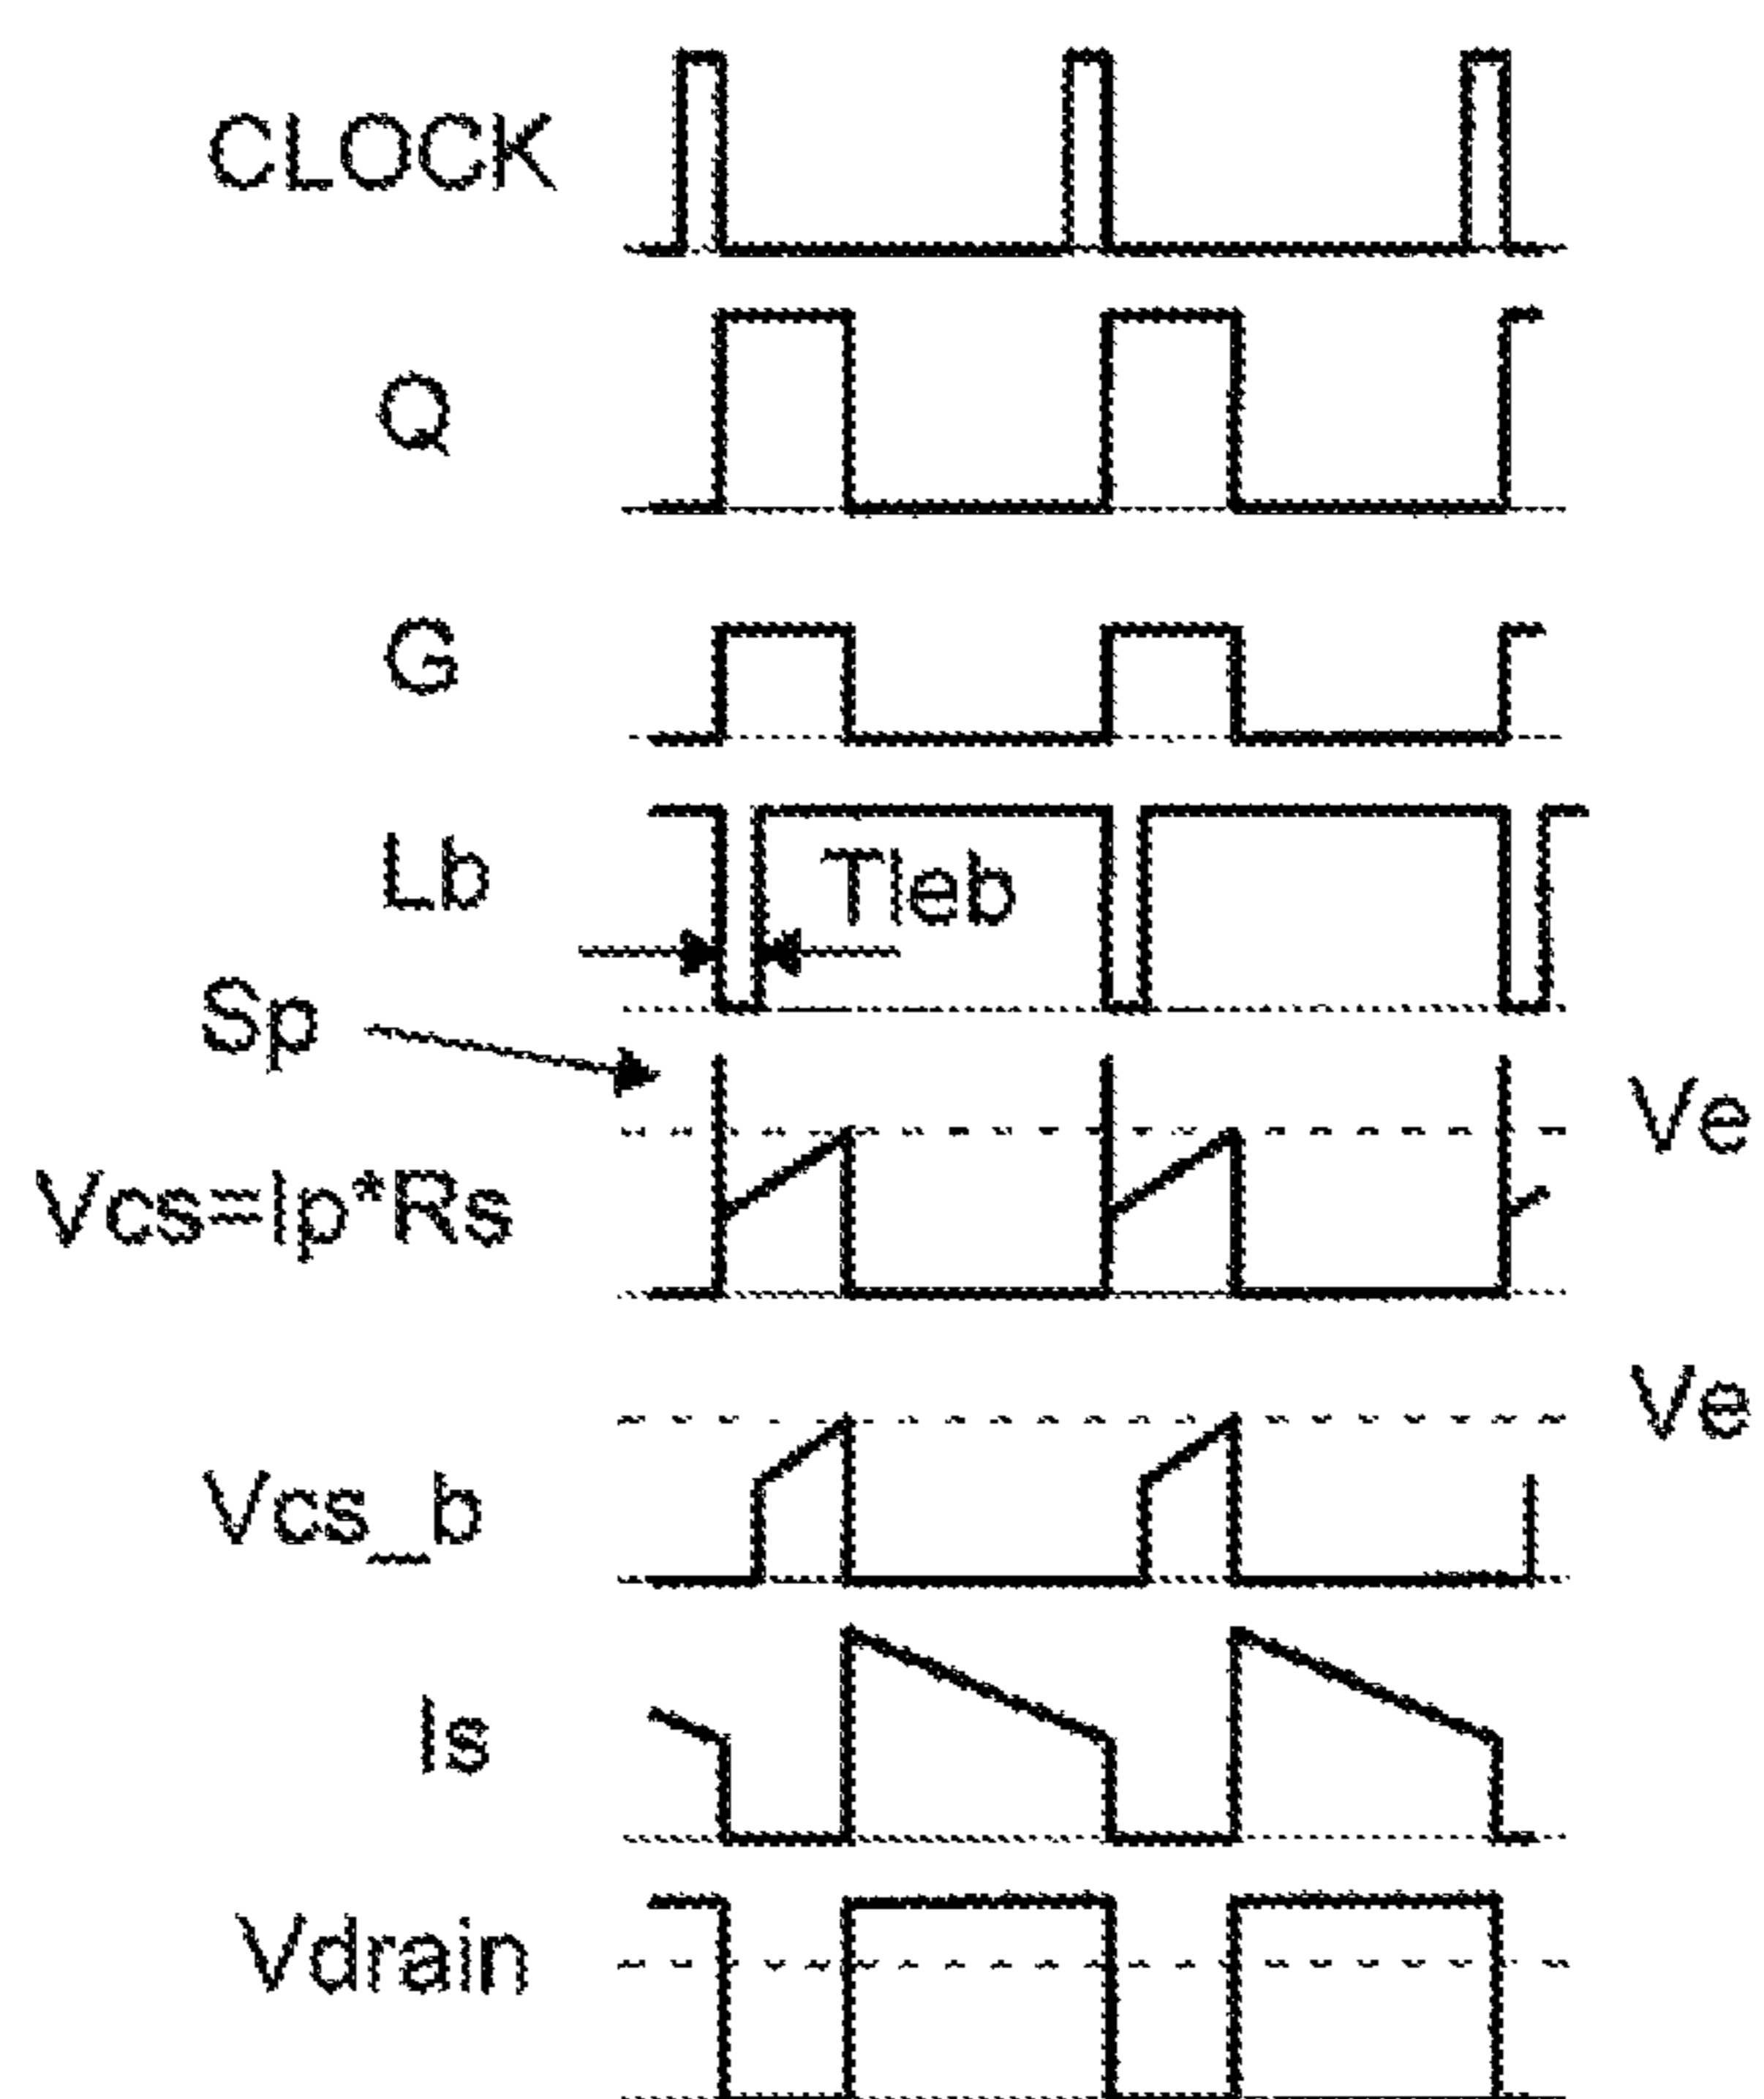 CLOCK
Q
G
Lb
Tleb
Sp
Ve
Vcs=Ip*Rs
Ve
Vcs_b
Is
Vdrain